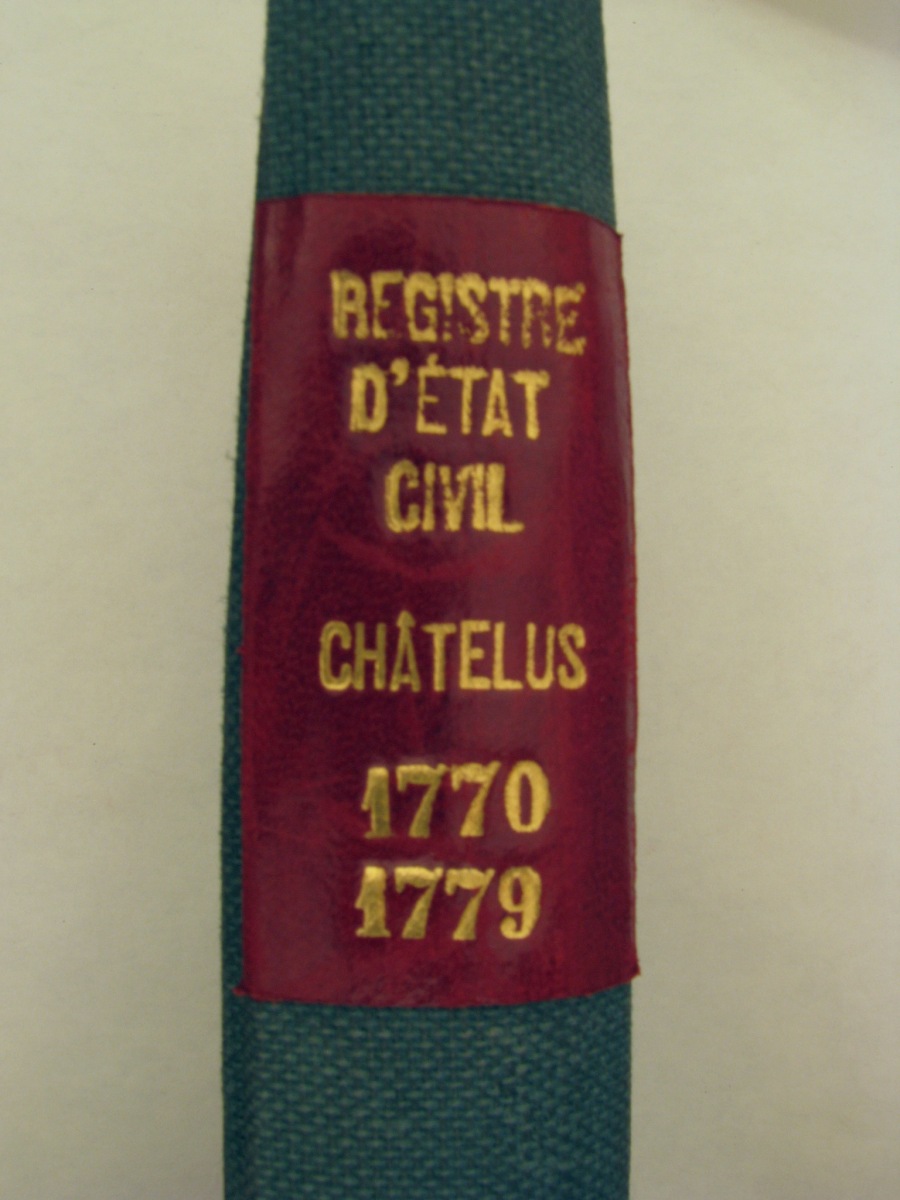 REGISTRE
D'ÉTAT
CIVIL
CHÂTELUS
1770
1779